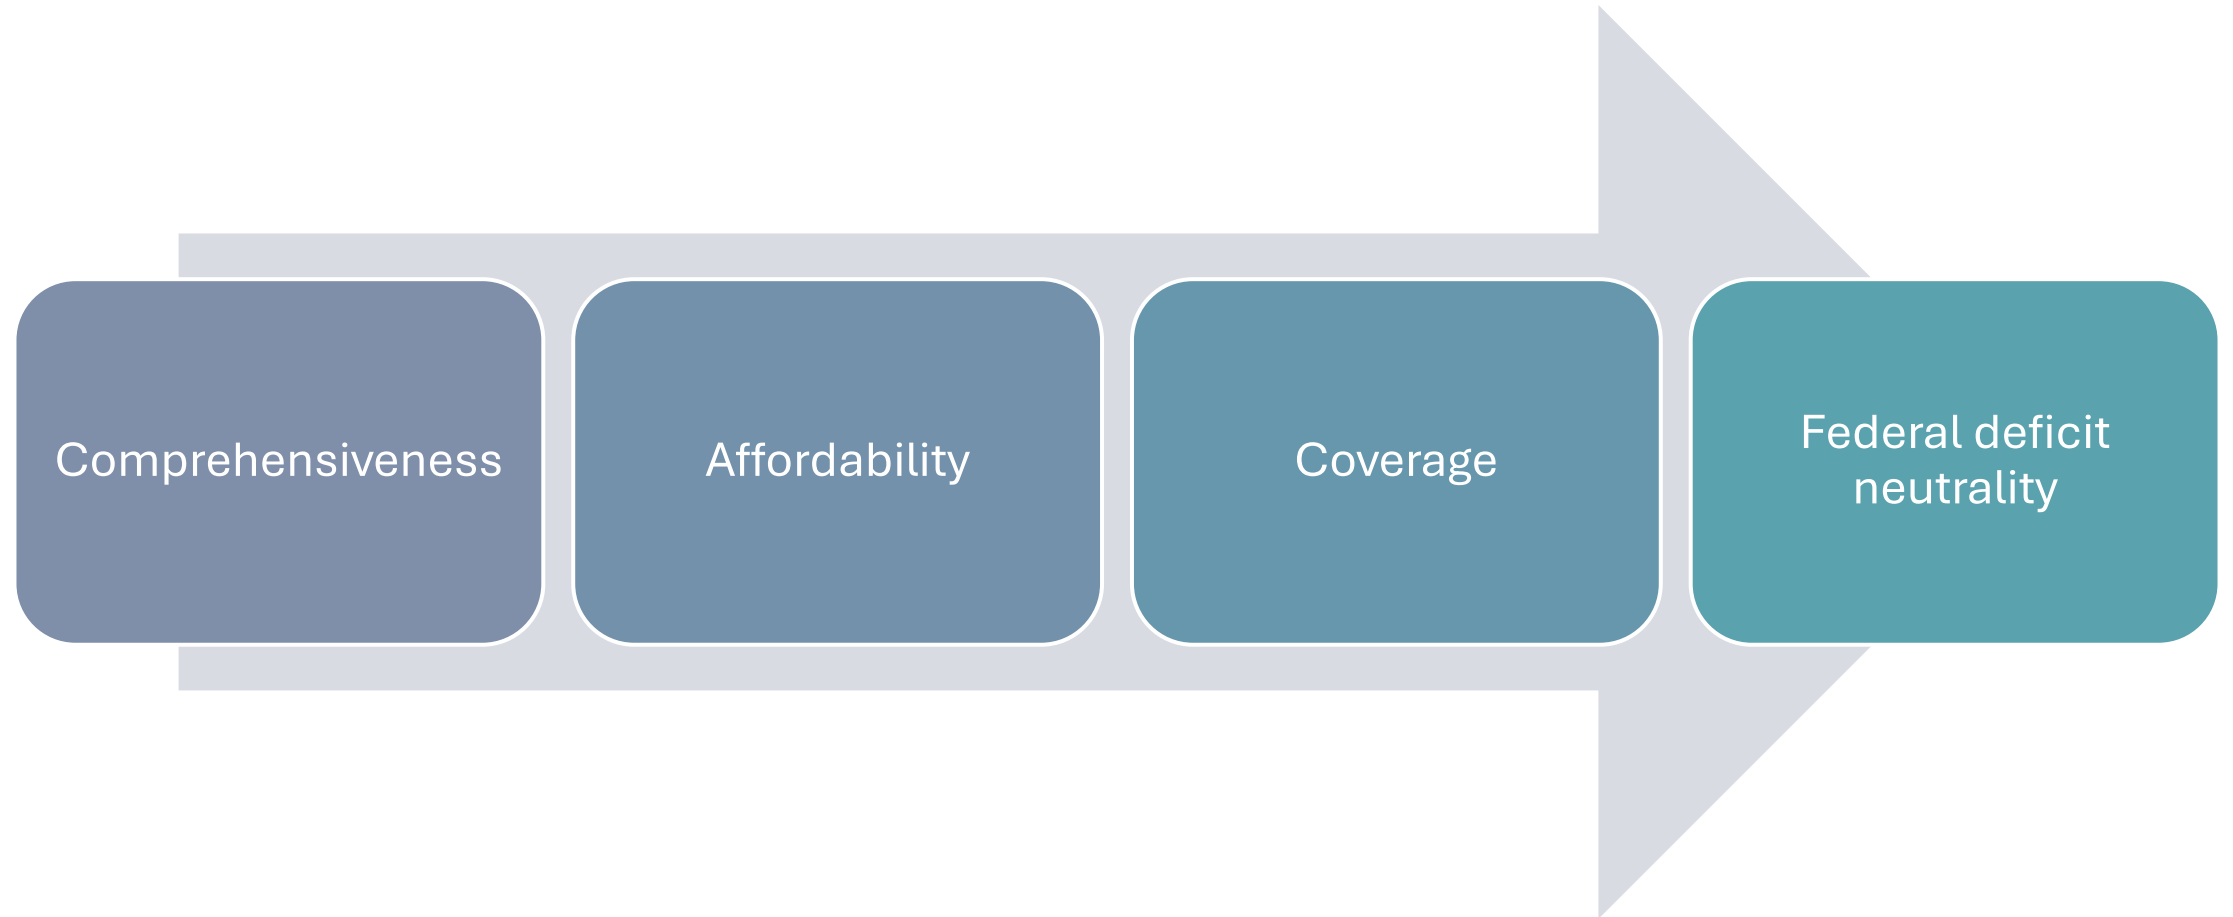 Comprehensiveness
Affordability
Coverage
Federal deficit
neutrality